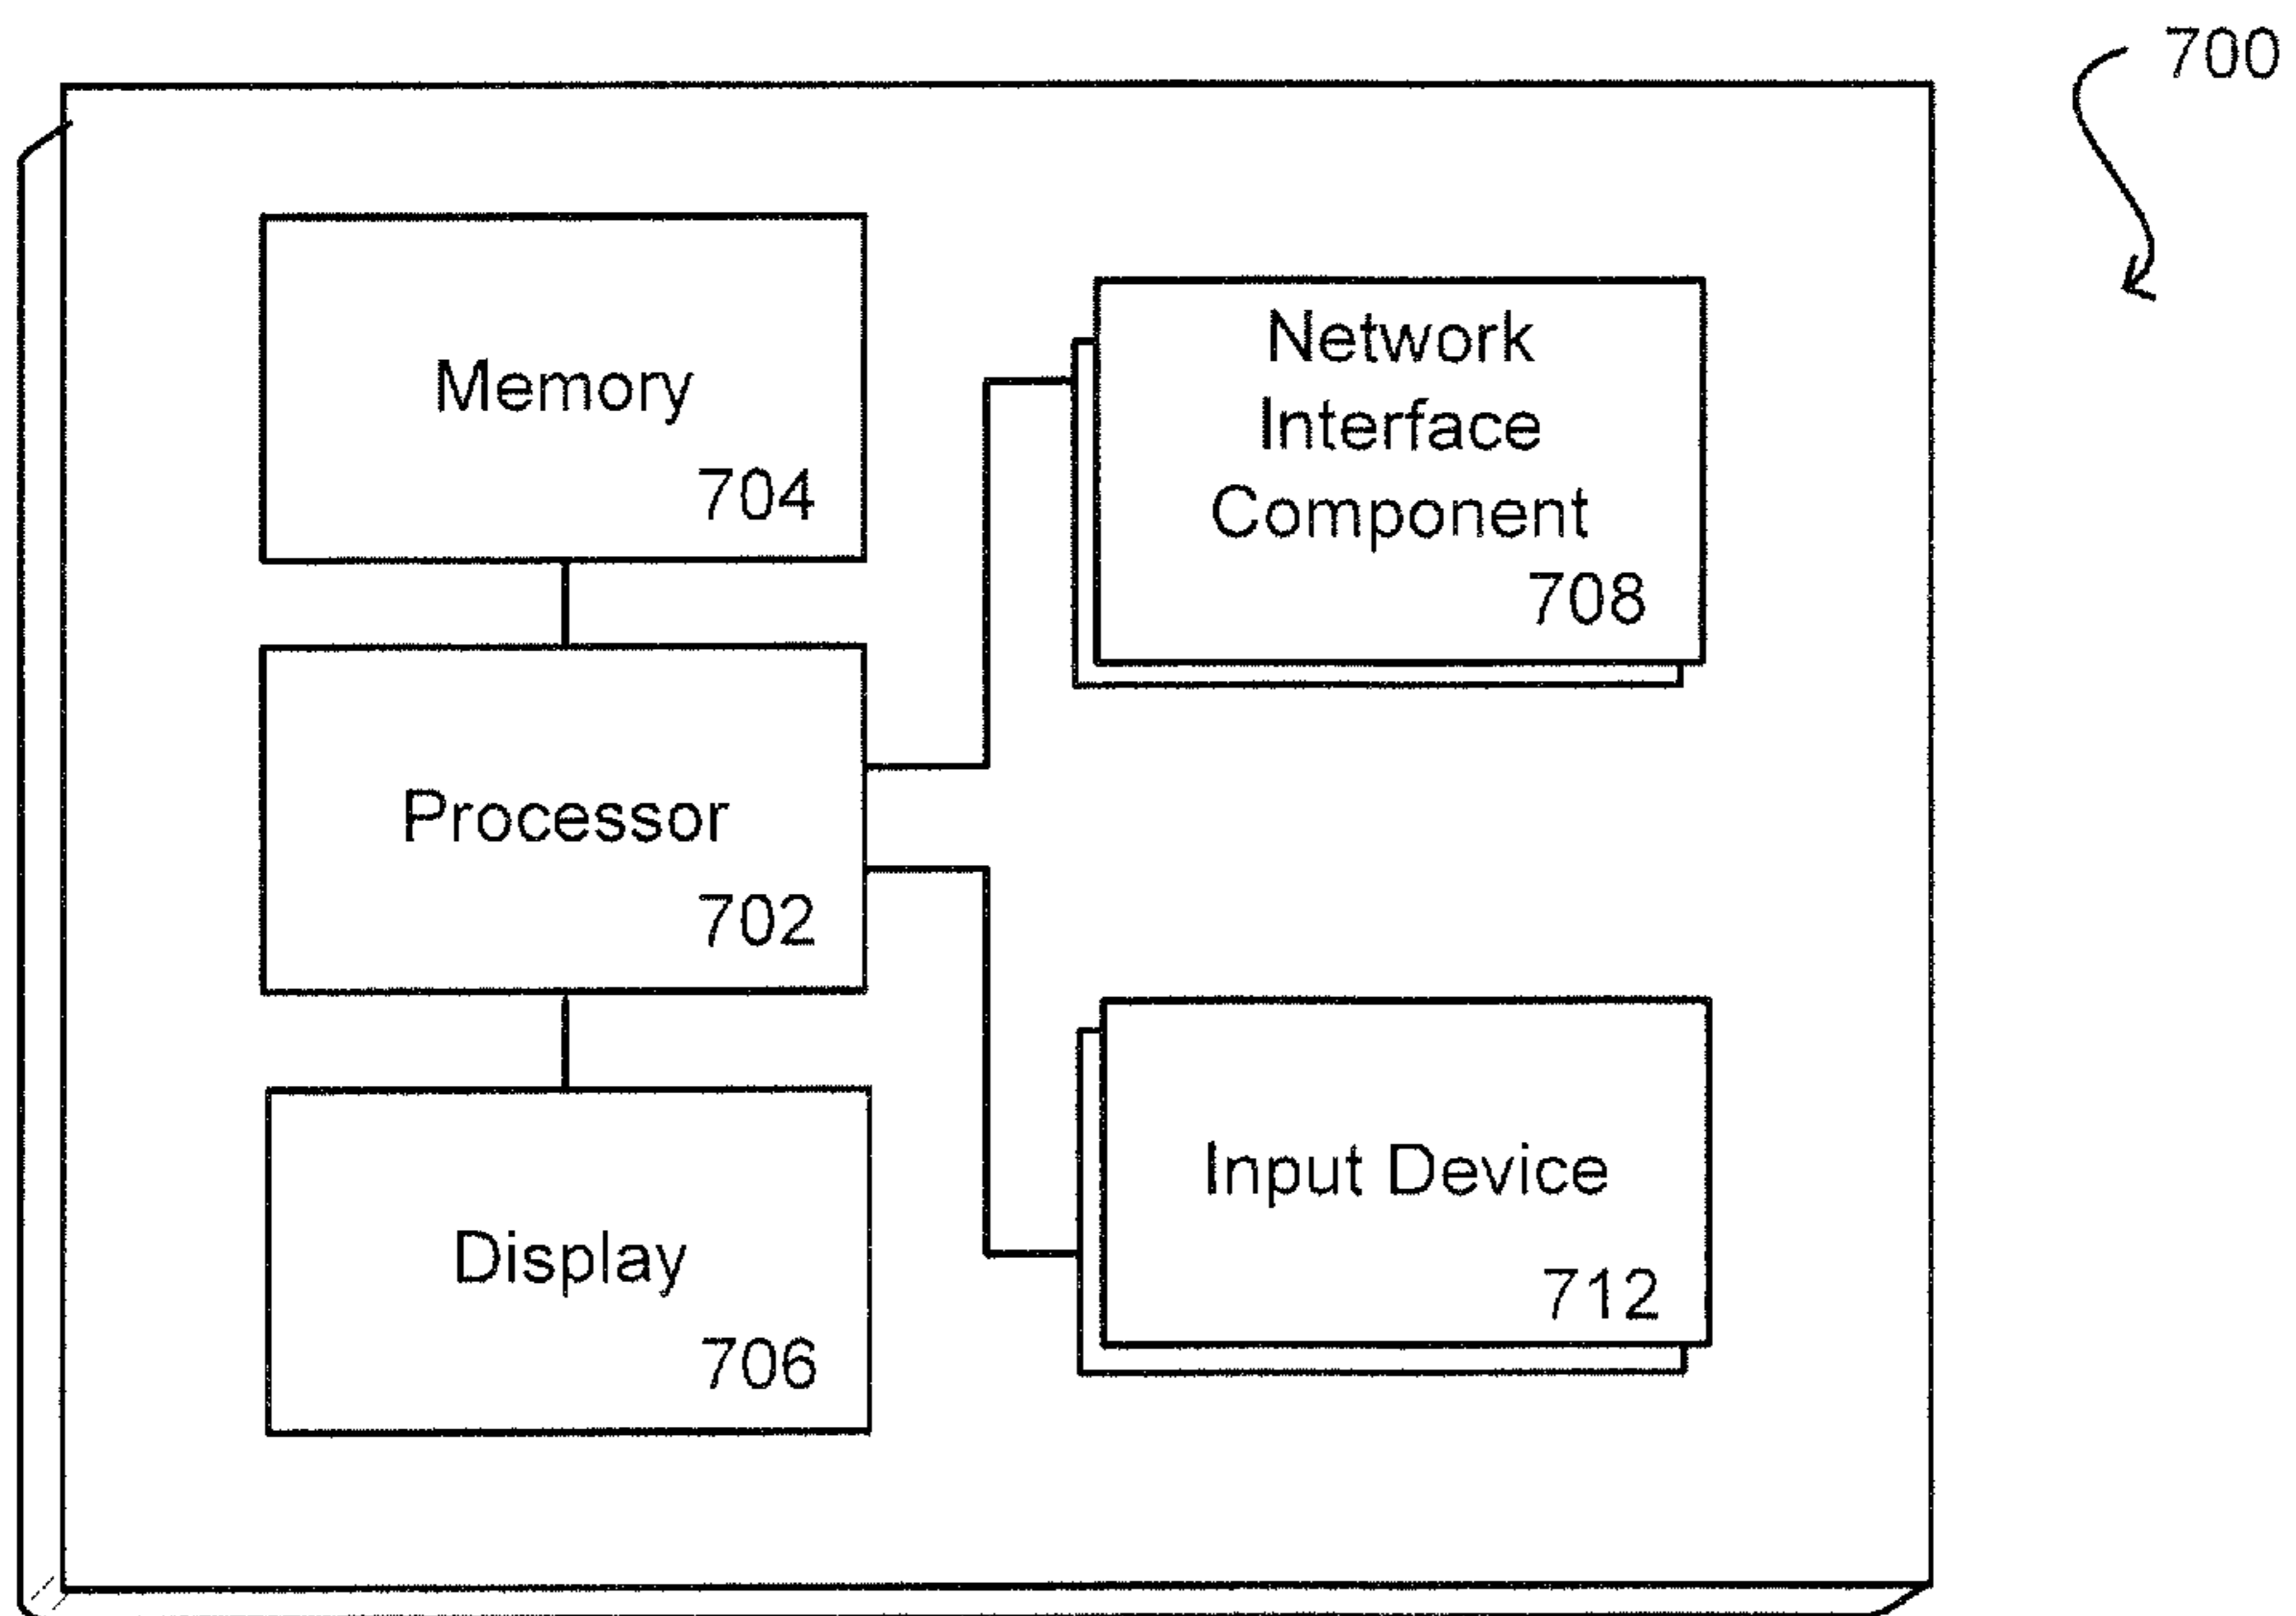 700
Memory
704
Network
Interface
Component
708
Processor
702
Input Device
712
Display
706